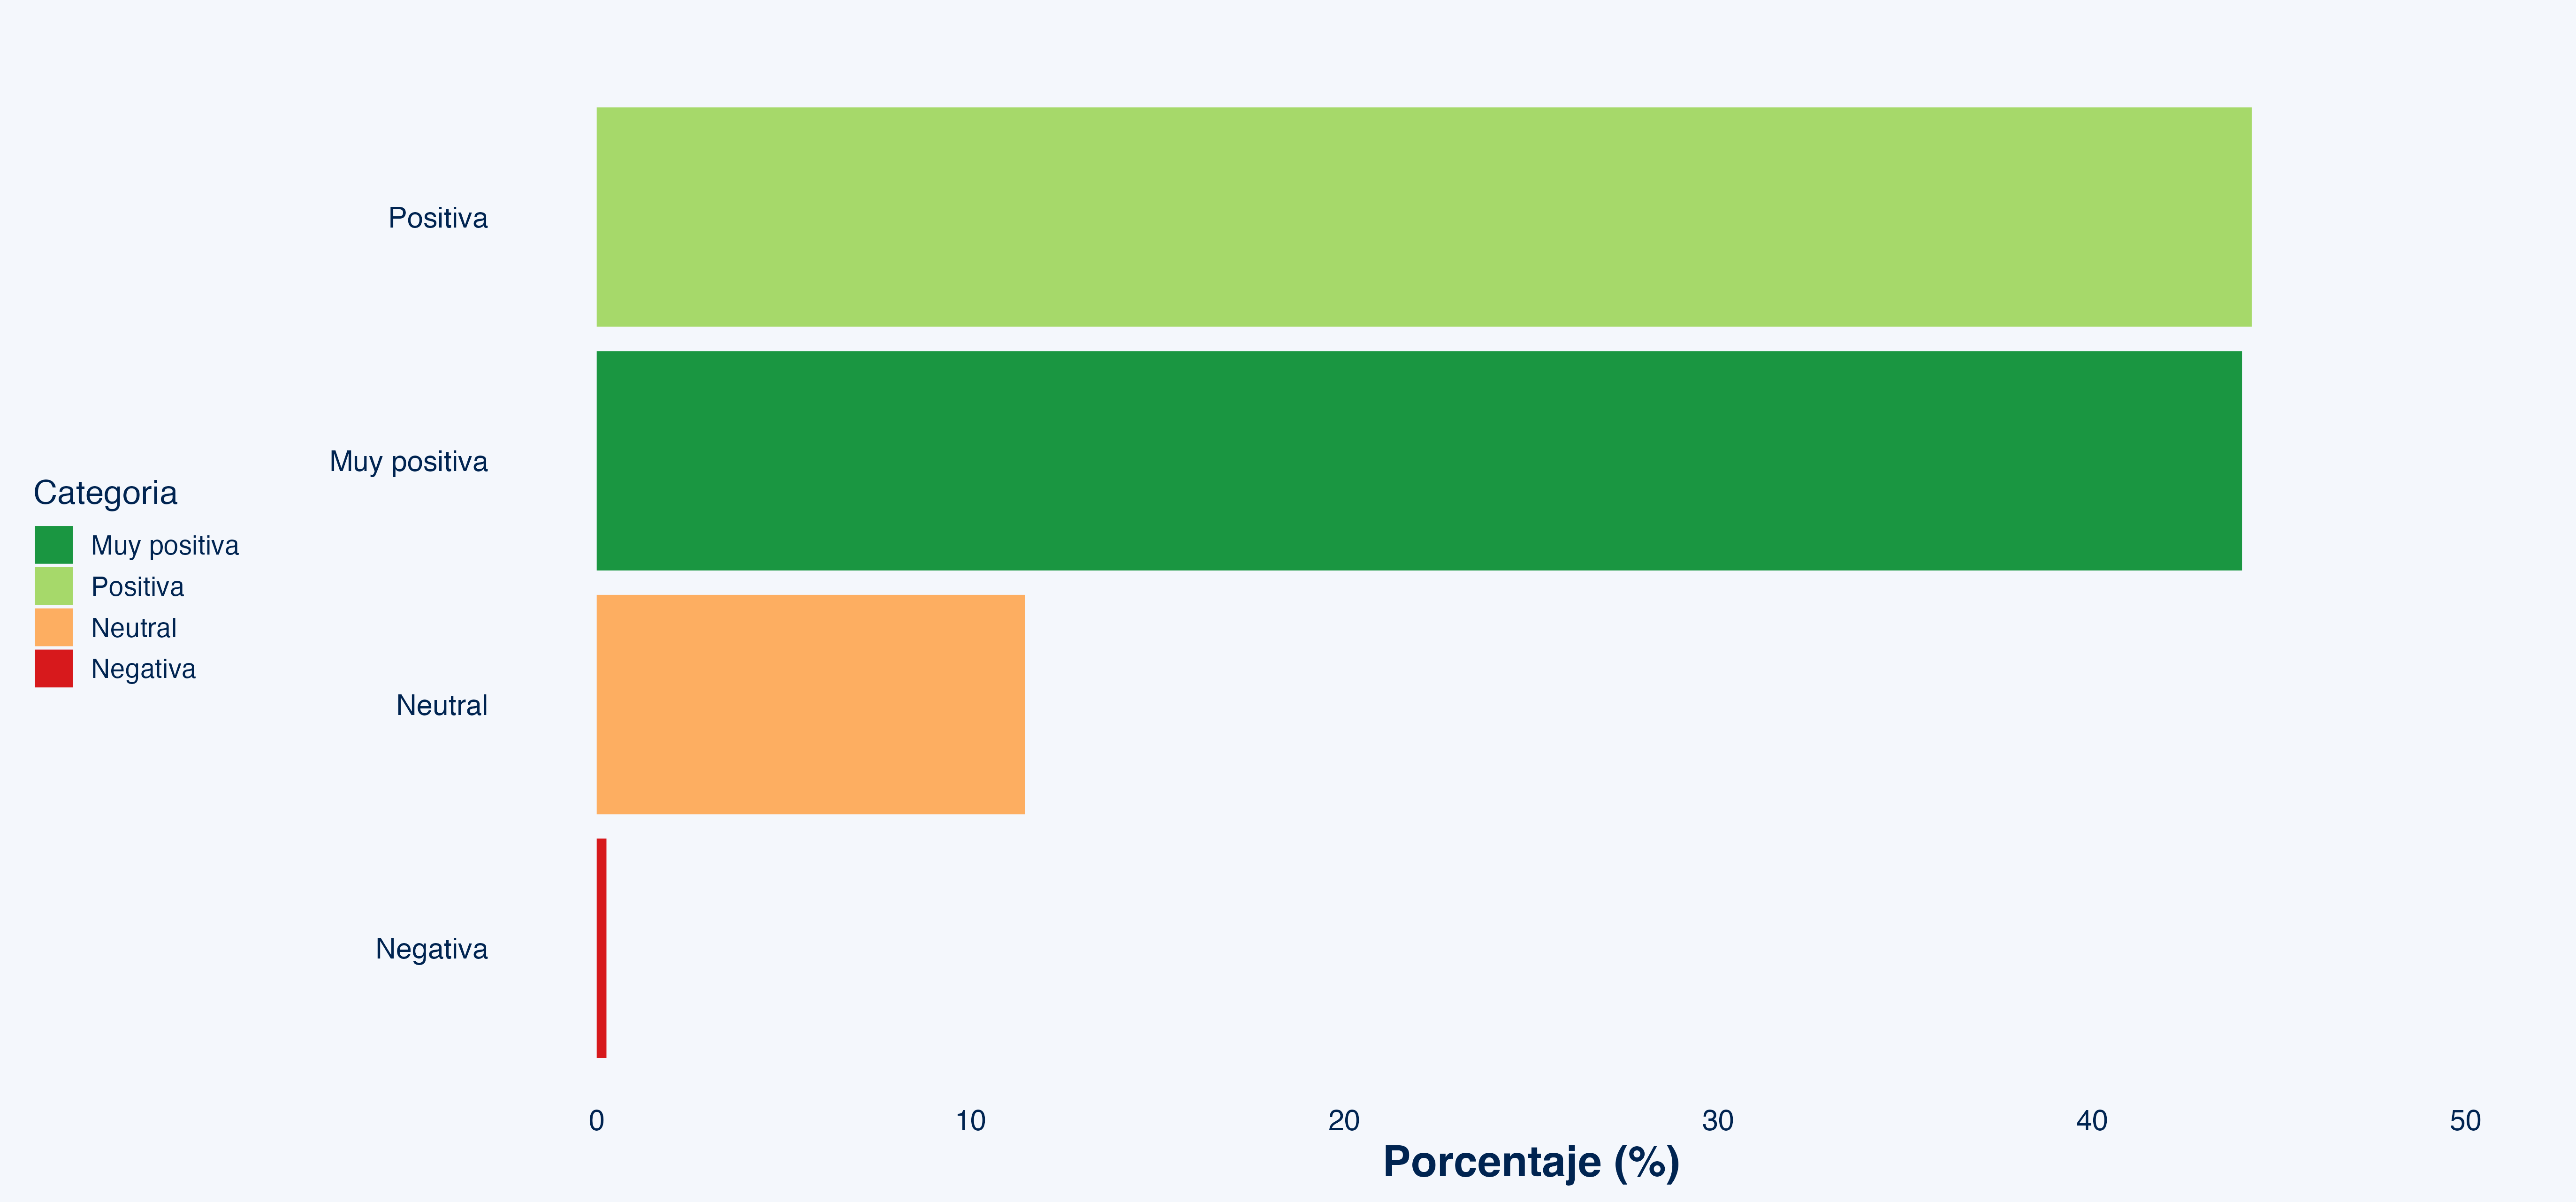 Positiva
Muy positiva
Neutral
Negativa
Categoria
Muy positiva
Positiva
Neutral
Negativa
0 10 20 30 40 50
Porcentaje (%)